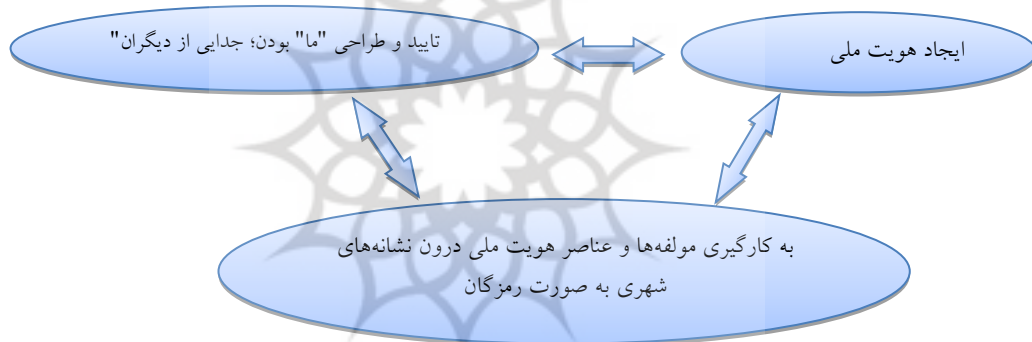 ایجاد هویت ملی
تایید و طراحی "ما" بودن؛ جدایی از دیگران"
به کارگیری مولفه‌ها و عناصر هویت ملی درون نشانه‌های
شهری به صورت رمزگان